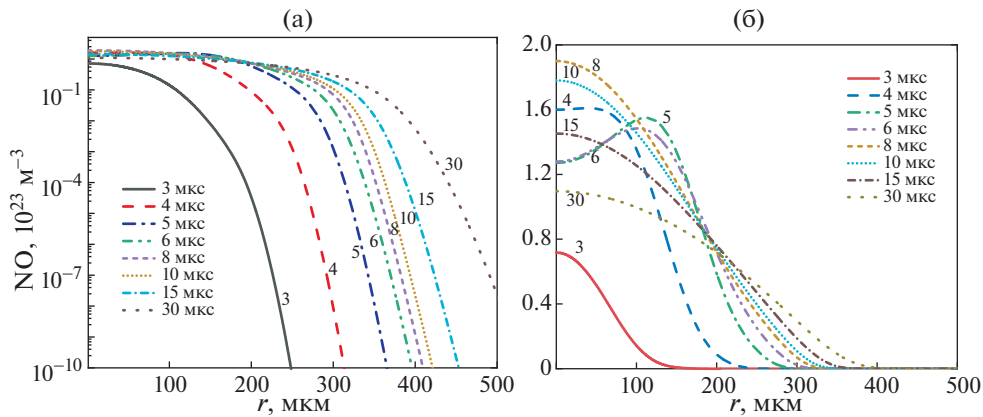 (а)
NO, 10²³ м⁻³
10⁻¹
10⁻⁴
10⁻⁷
10⁻¹⁰
3 мкс
4 мкс
5 мкс
6 мкс
8 мкс
10 мкс
15 мкс
30 мкс
3
4
5
6
8
10
15
30
100
200
300
400
500
r, мкм
(б)
2.0
1.6
1.2
0.8
0.4
0
8
10
4
15
5
6
30
3
3 мкс
4 мкс
5 мкс
6 мкс
8 мкс
10 мкс
15 мкс
30 мкс
100
200
300
400
500
r, мкм